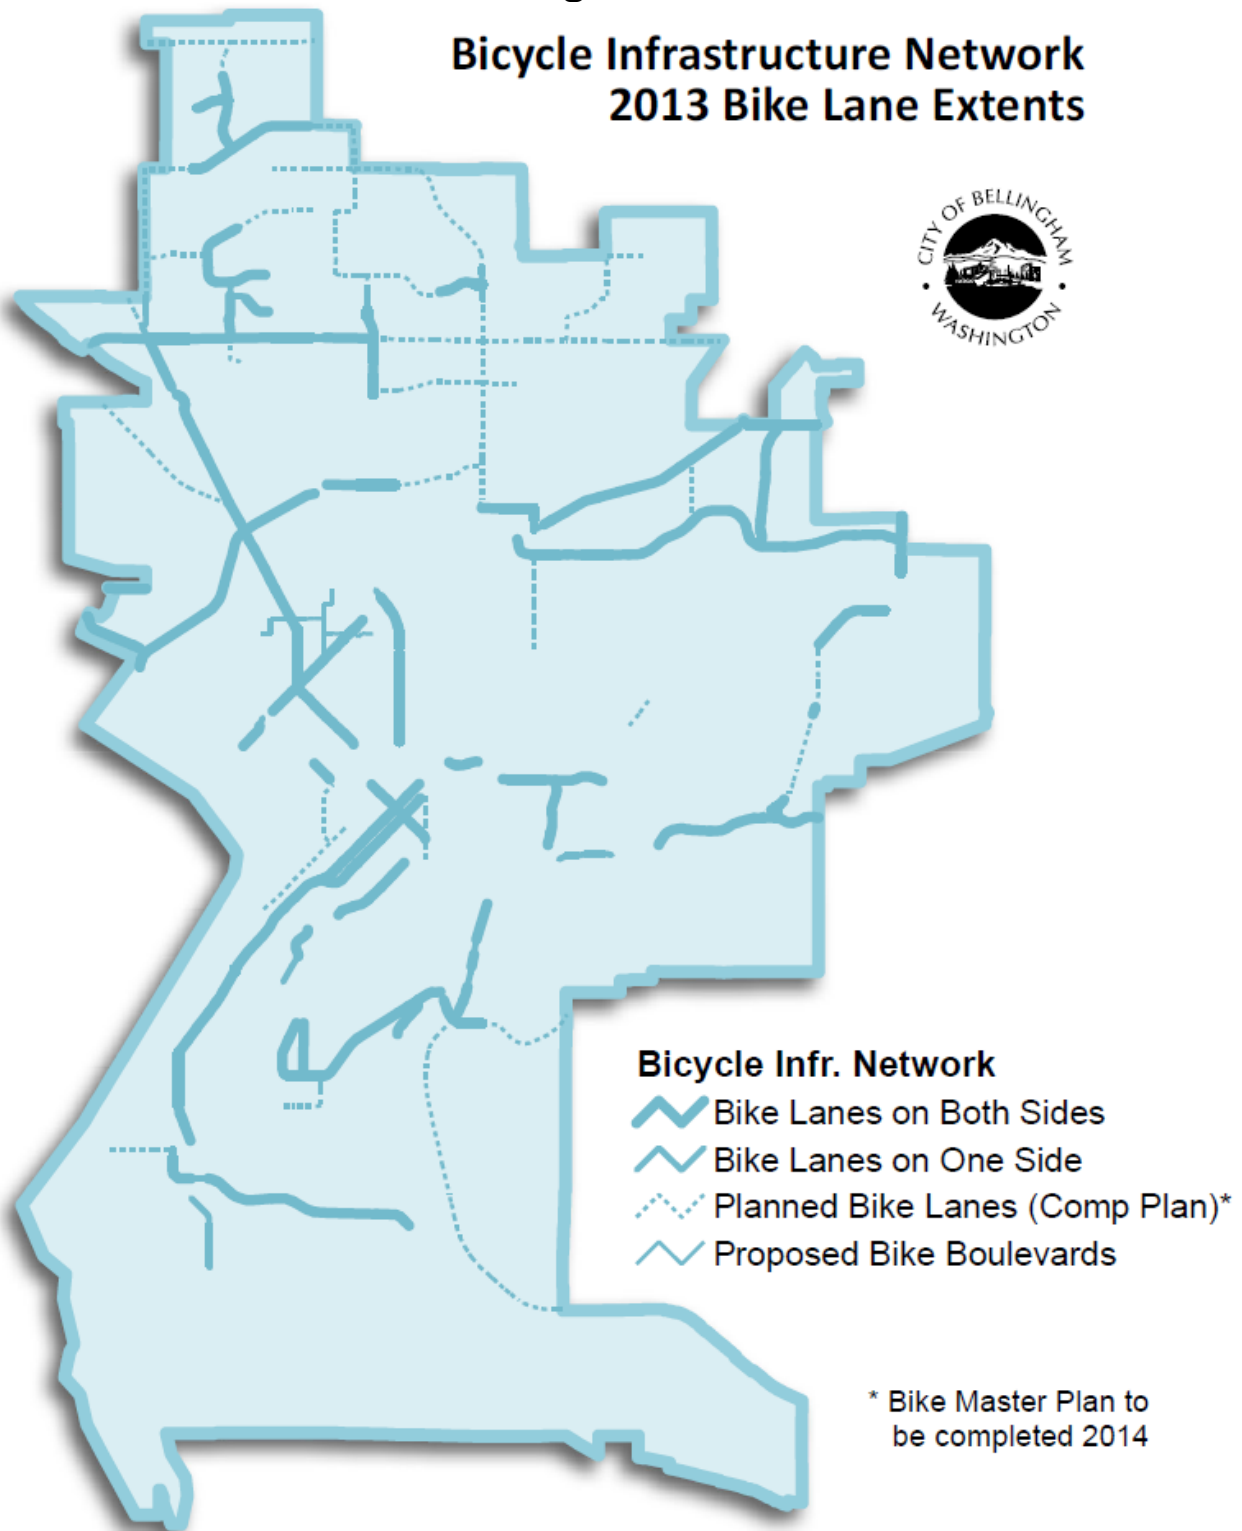 Bicycle Infrastructure Network
2013 Bike Lane Extents
CITY OF BELLINGHAM
• WASHINGTON •
Bicycle Infr. Network
Bike Lanes on Both Sides
Bike Lanes on One Side
Planned Bike Lanes (Comp Plan)*
Proposed Bike Boulevards
* Bike Master Plan to
be completed 2014